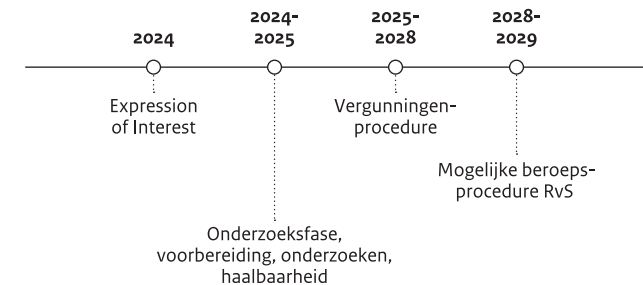 2024
2024-
2025
2025-
2028
2028-
2029
Expression
of Interest
Vergunningen-
procedure
Mogelijke beroeps-
procedure RvS
Onderzoeksfase,
voorbereiding, onderzoeken,
haalbaarheid